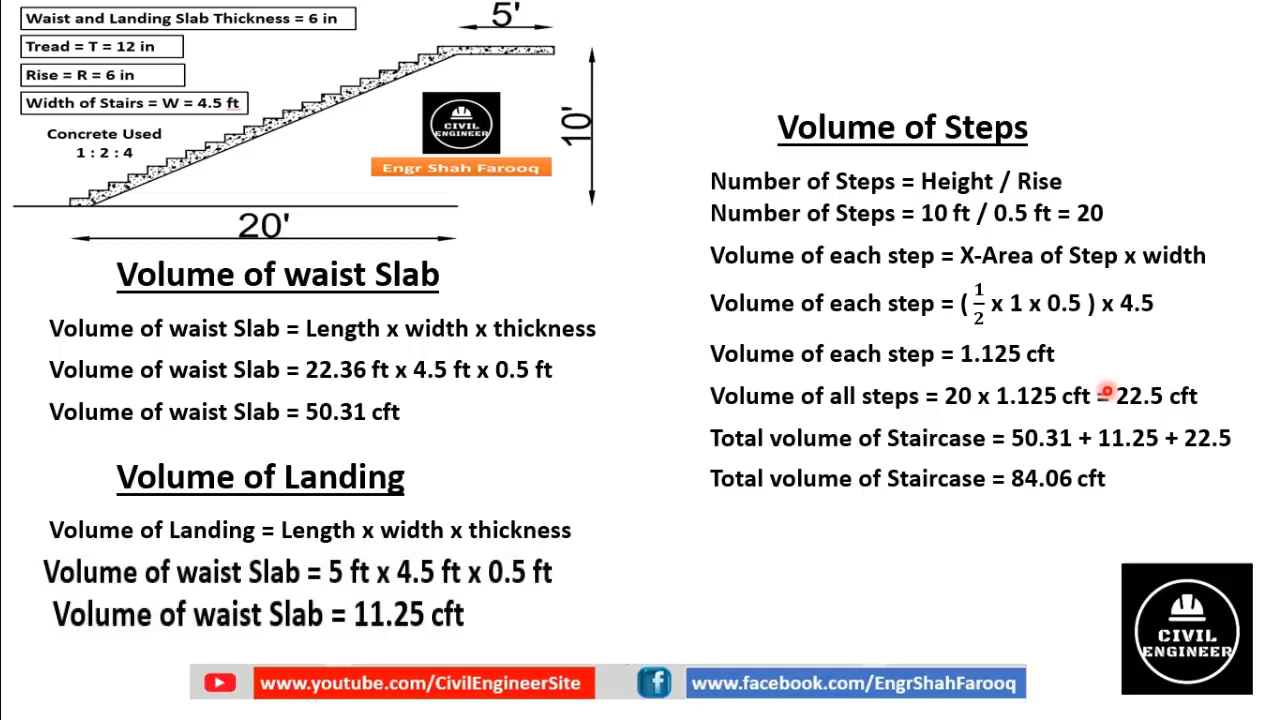 Waist and Landing Slab Thickness = 6 in
Tread = T = 12 in
Rise = R = 6 in
Width of Stairs = W = 4.5 ft
Concrete Used
1 : 2 : 4
5'
10'
20'
CIVIL
ENGINEER
Engr Shah Farooq
Volume of waist Slab
Volume of waist Slab = Length x width x thickness
Volume of waist Slab = 22.36 ft x 4.5 ft x 0.5 ft
Volume of waist Slab = 50.31 cft
Volume of Landing
Volume of Landing = Length x width x thickness
Volume of waist Slab = 5 ft x 4.5 ft x 0.5 ft
Volume of waist Slab = 11.25 cft
Volume of Steps
Number of Steps = Height / Rise
Number of Steps = 10 ft / 0.5 ft = 20
Volume of each step = X-Area of Step x width
Volume of each step = ( 1/2 x 1 x 0.5 ) x 4.5
Volume of each step = 1.125 cft
Volume of all steps = 20 x 1.125 cft = 22.5 cft
Total volume of Staircase = 50.31 + 11.25 + 22.5
Total volume of Staircase = 84.06 cft
CIVIL
ENGINEER
www.youtube.com/CivilEngineerSite
f www.facebook.com/EngrShahFarooq